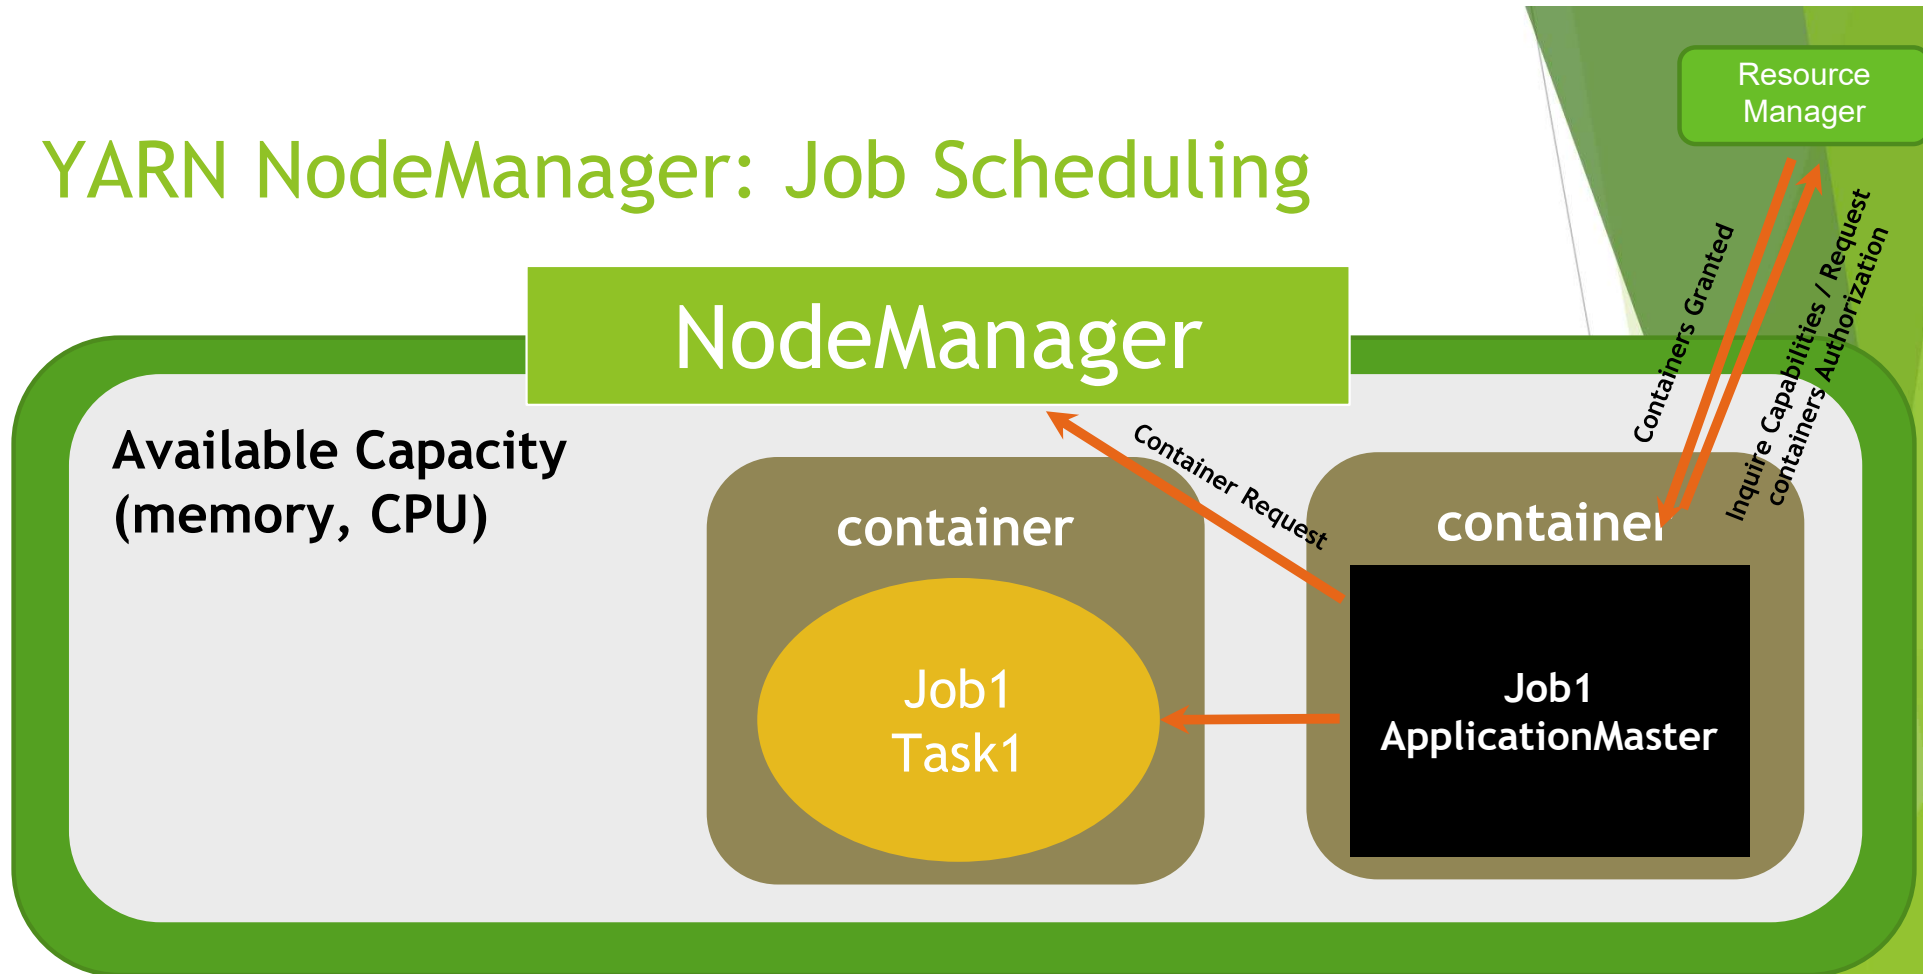 Resource
Manager
YARN NodeManager: Job Scheduling
Containers Granted
Inquire Capabilities / Request
containers Authorization
NodeManager
Available Capacity
(memory, CPU)
Container Request
container
container
Job1
Task1
Job1
ApplicationMaster